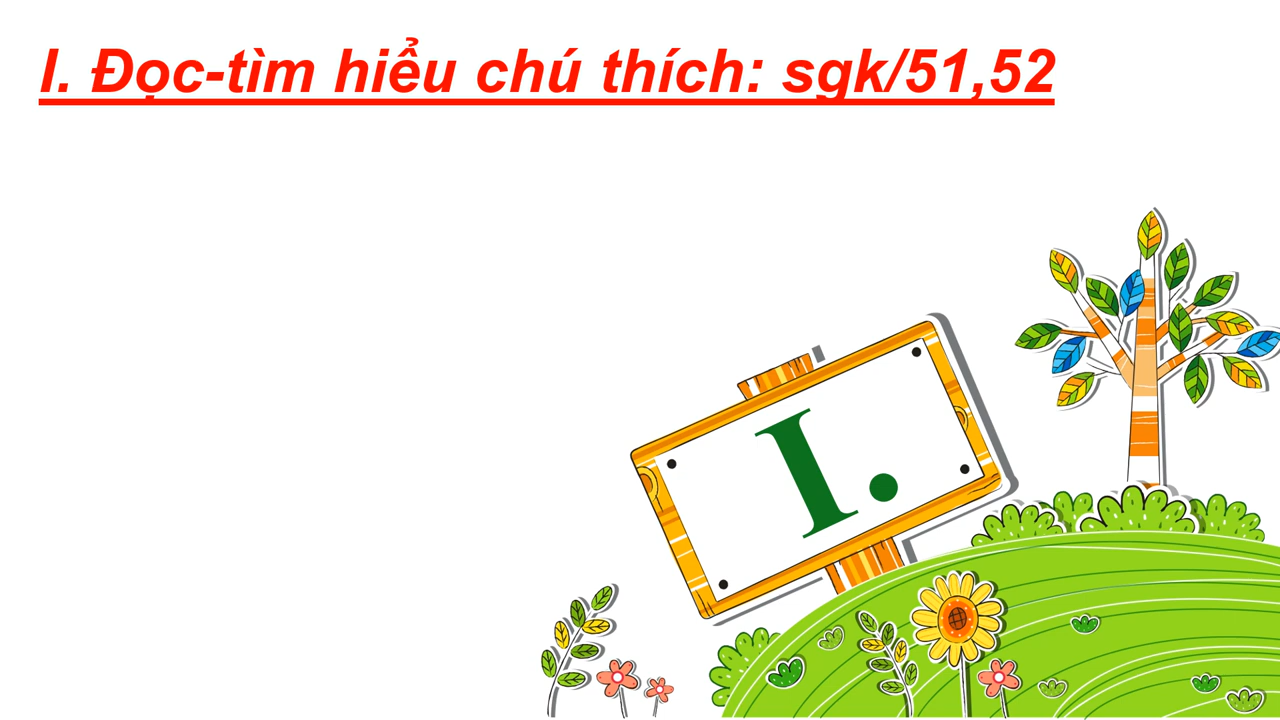 I. Đọc-tìm hiểu chú thích: sgk/51,52
I.